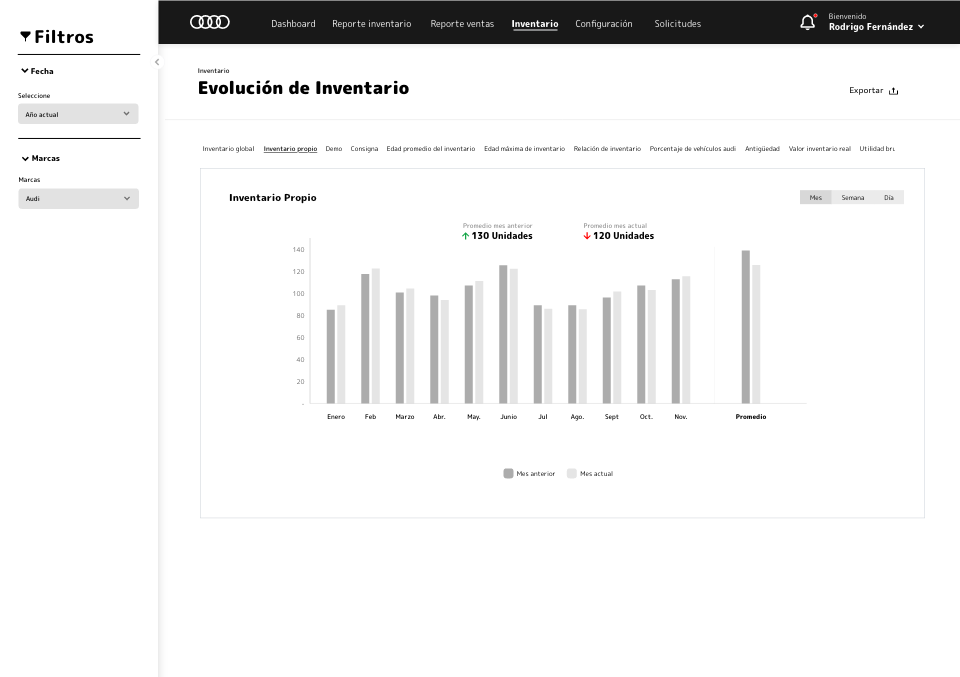 Filtros
Fecha
Seleccione
Año actual
Marcas
Marcas
Audi
Dashboard Reporte inventario Reporte ventas Inventario Configuración Solicitudes
Bienvenido
Rodrigo Fernández
Inventario
Evolución de Inventario
Exportar
Inventario global Inventario propio Demo Consigna Edad promedio del inventario Edad máxima de inventario Relación de inventario Porcentaje de vehículos audi Antigüedad Valor inventario real Utilidad
Inventario Propio
Mes Semana Día
Promedio mes anterior Promedio mes actual
130 Unidades 120 Unidades
140
120
100
80
60
40
20
-
Enero Feb Marzo Abr. May. Junio Jul Ago. Sept Oct. Nov. Promedio
Mes anterior Mes actual